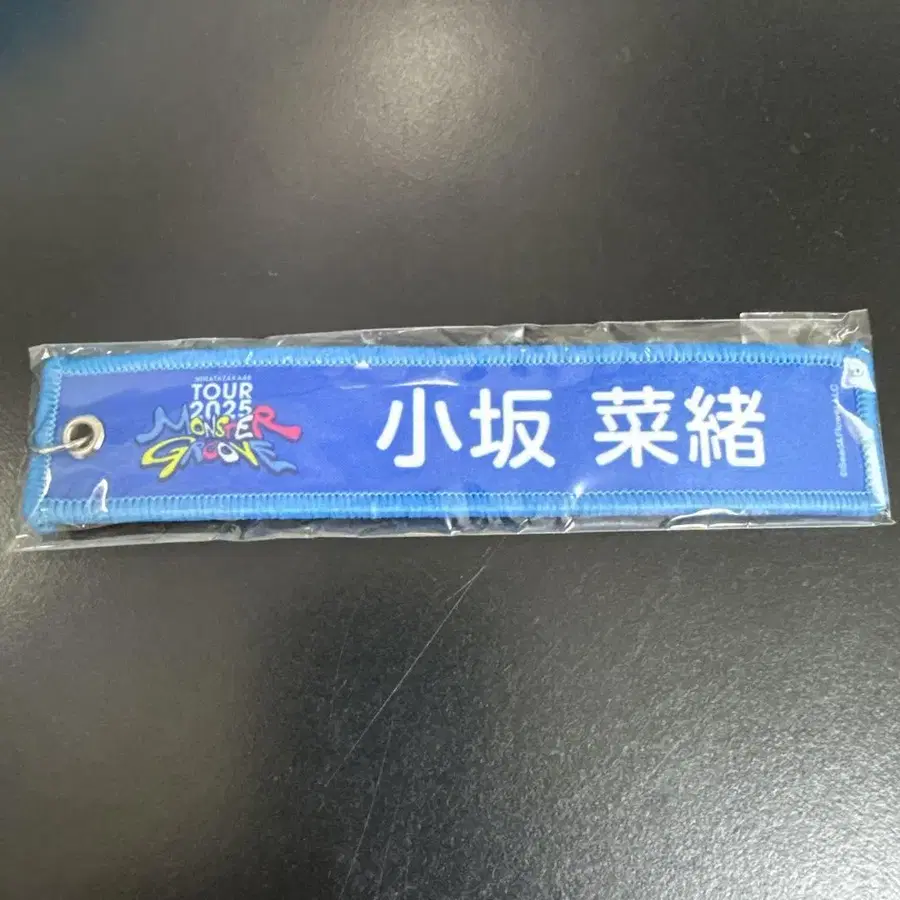 HINATAZAKA46
TOUR
2025
MONSTER
GROOVE
小坂 菜緒